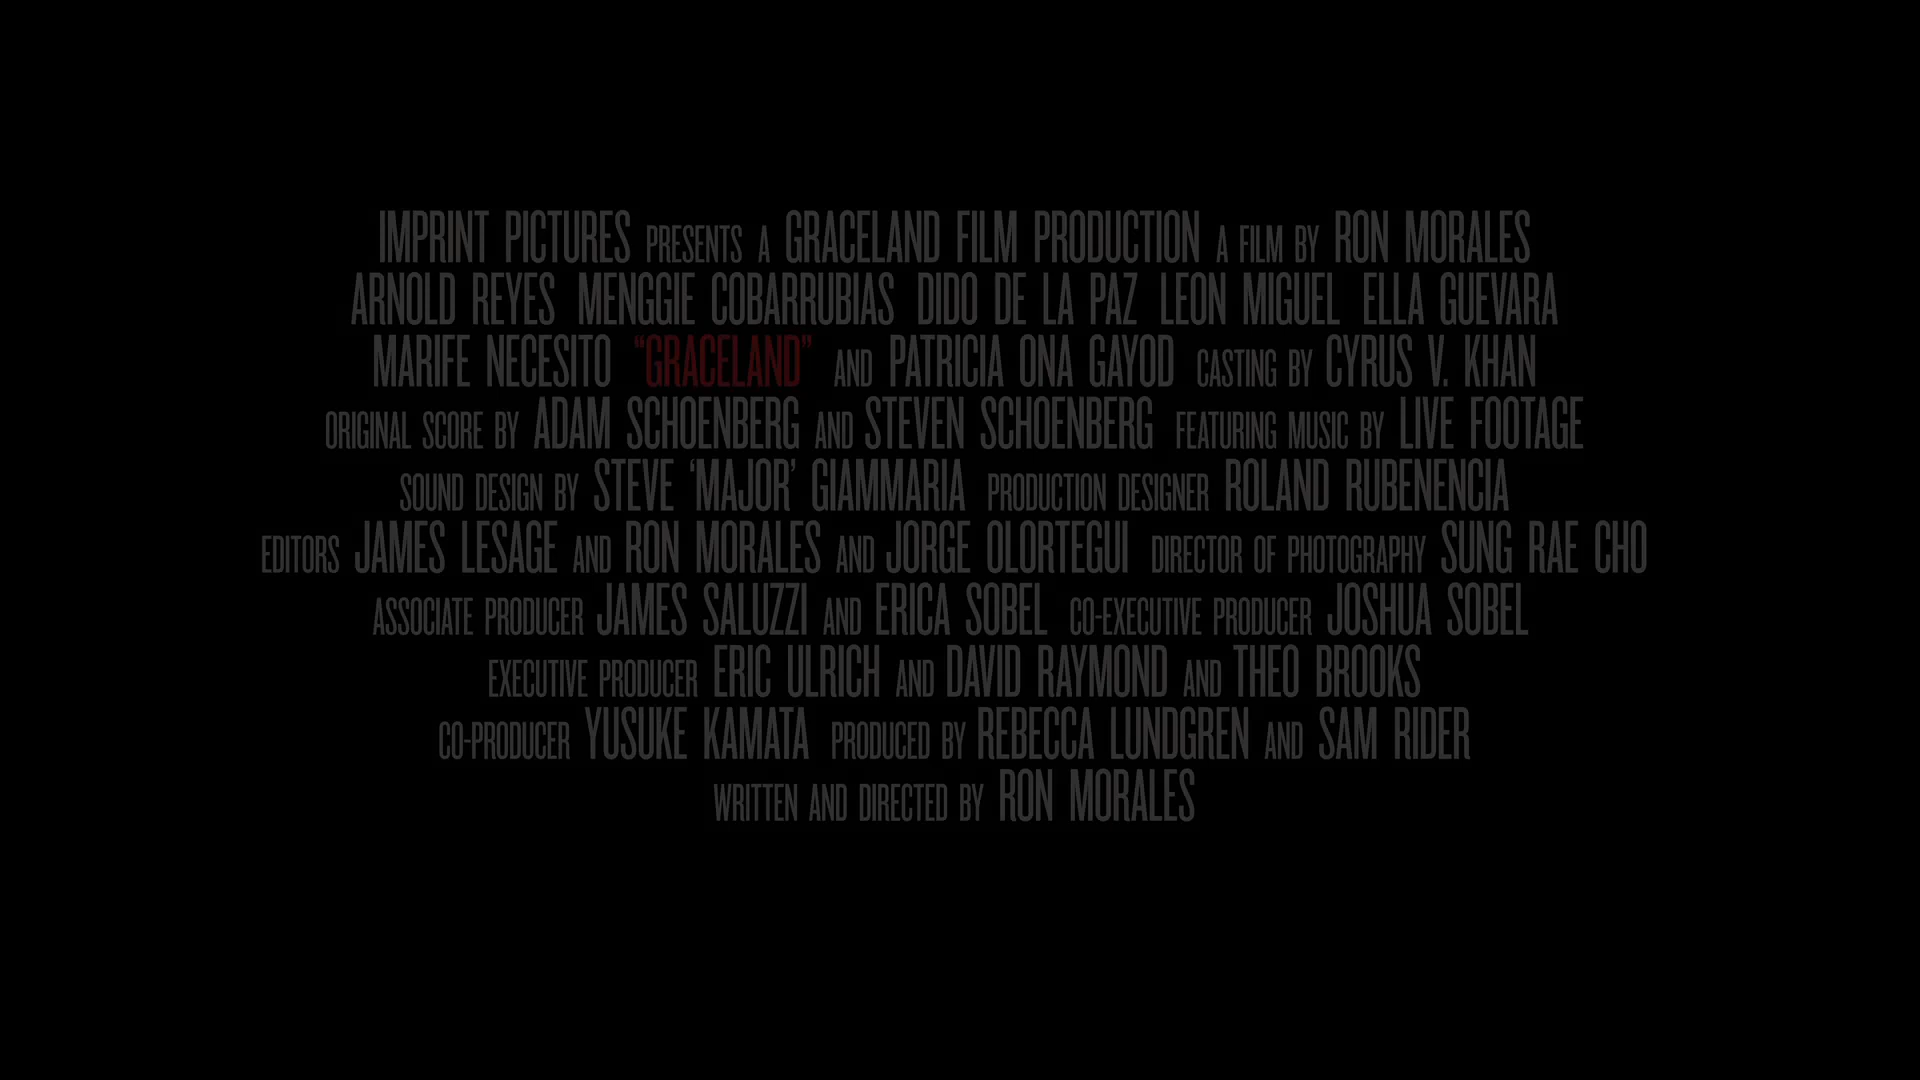 IMPRINT PICTURES PRESENTS A GRACELAND FILM PRODUCTION A FILM BY RON MORALES
ARNOLD REYES MENGGIE COBARRUBIAS DIDO DE LA PAZ LEON MIGUEL ELLA GUEVARA
MARIFE NECESITO “GRACELAND” AND PATRICIA ONA GAYOD CASTING BY CYRUS V. KHAN
ORIGINAL SCORE BY ADAM SCHOENBERG AND STEVEN SCHOENBERG FEATURING MUSIC BY LIVE FOOTAGE
SOUND DESIGN BY STEVE ‘MAJOR’ GIAMMARIA PRODUCTION DESIGNER ROLAND RUBENENCIA
EDITORS JAMES LESAGE AND RON MORALES AND JORGE OLORTEGUI DIRECTOR OF PHOTOGRAPHY SUNG RAE CHO
ASSOCIATE PRODUCER JAMES SALUZZI AND ERICA SOBEL CO-EXECUTIVE PRODUCER JOSHUA SOBEL
EXECUTIVE PRODUCER ERIC ULRICH AND DAVID RAYMOND AND THEO BROOKS
CO-PRODUCER YUSUKE KAMATA PRODUCED BY REBECCA LUNDGREN AND SAM RIDER
WRITTEN AND DIRECTED BY RON MORALES